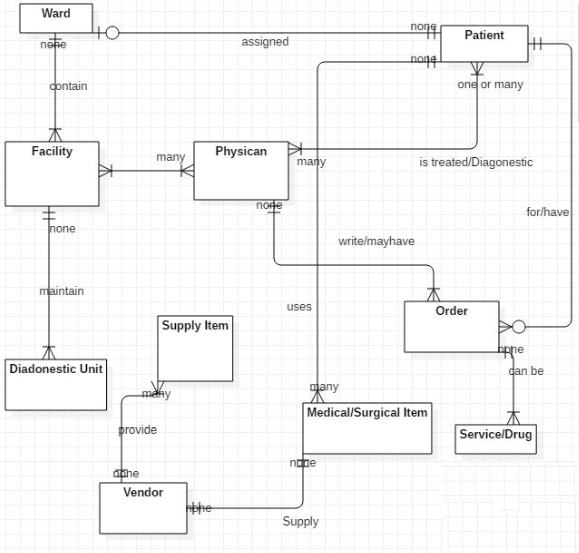 Ward
none
none
Patient
assigned
none
contain
one or many
Facility
many
Physican
many
is treated/Diagonestic
none
none
for/have
write/mayhave
maintain
uses
Order
Supply Item
none
Diadonestic Unit
can be
many
many
Medical/Surgical Item
provide
Service/Drug
none
none
Vendor
none
Supply